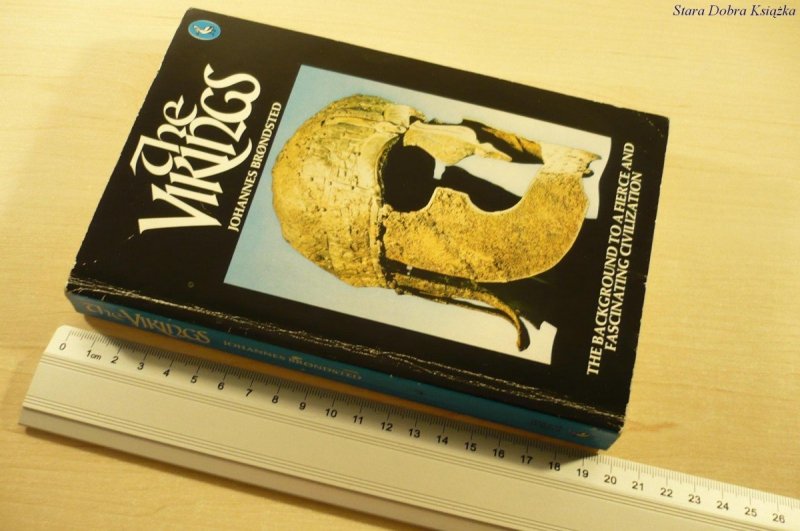 Stara Dobra Książka
The
VIKINGS
JOHANNES BRØNDSTED
THE BACKGROUND TO A FIERCE AND
FASCINATING CIVILIZATION
The VIKINGS JOHANNES BRØNDSTED
0 1cm 2 3 4 5 6 7 8 9 10 11 12 13 14 15 16 17 18 19 20 21 22 23 24 25 26